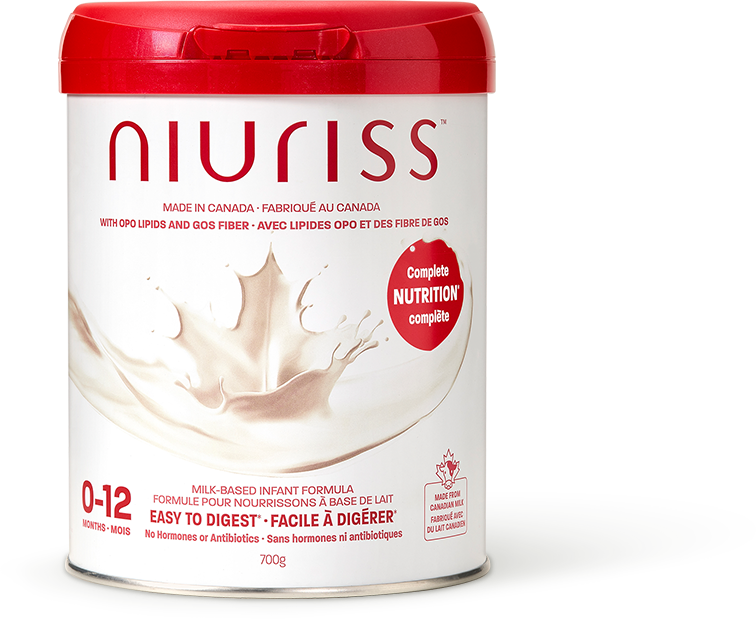 NIURISS™
MADE IN CANADA • FABRIQUÉ AU CANADA
WITH OPO LIPIDS AND GOS FIBER • AVEC LIPIDES OPO ET DES FIBRE DE GOS
Complete
NUTRITION*
complète
0-12
MONTHS • MOIS
MILK-BASED INFANT FORMULA
FORMULE POUR NOURRISSONS À BASE DE LAIT
EASY TO DIGEST* • FACILE À DIGÉRER*
No Hormones or Antibiotics • Sans hormones ni antibiotiques
700g
MADE FROM
CANADIAN MILK
FABRIQUÉ AVEC
DU LAIT CANADIEN